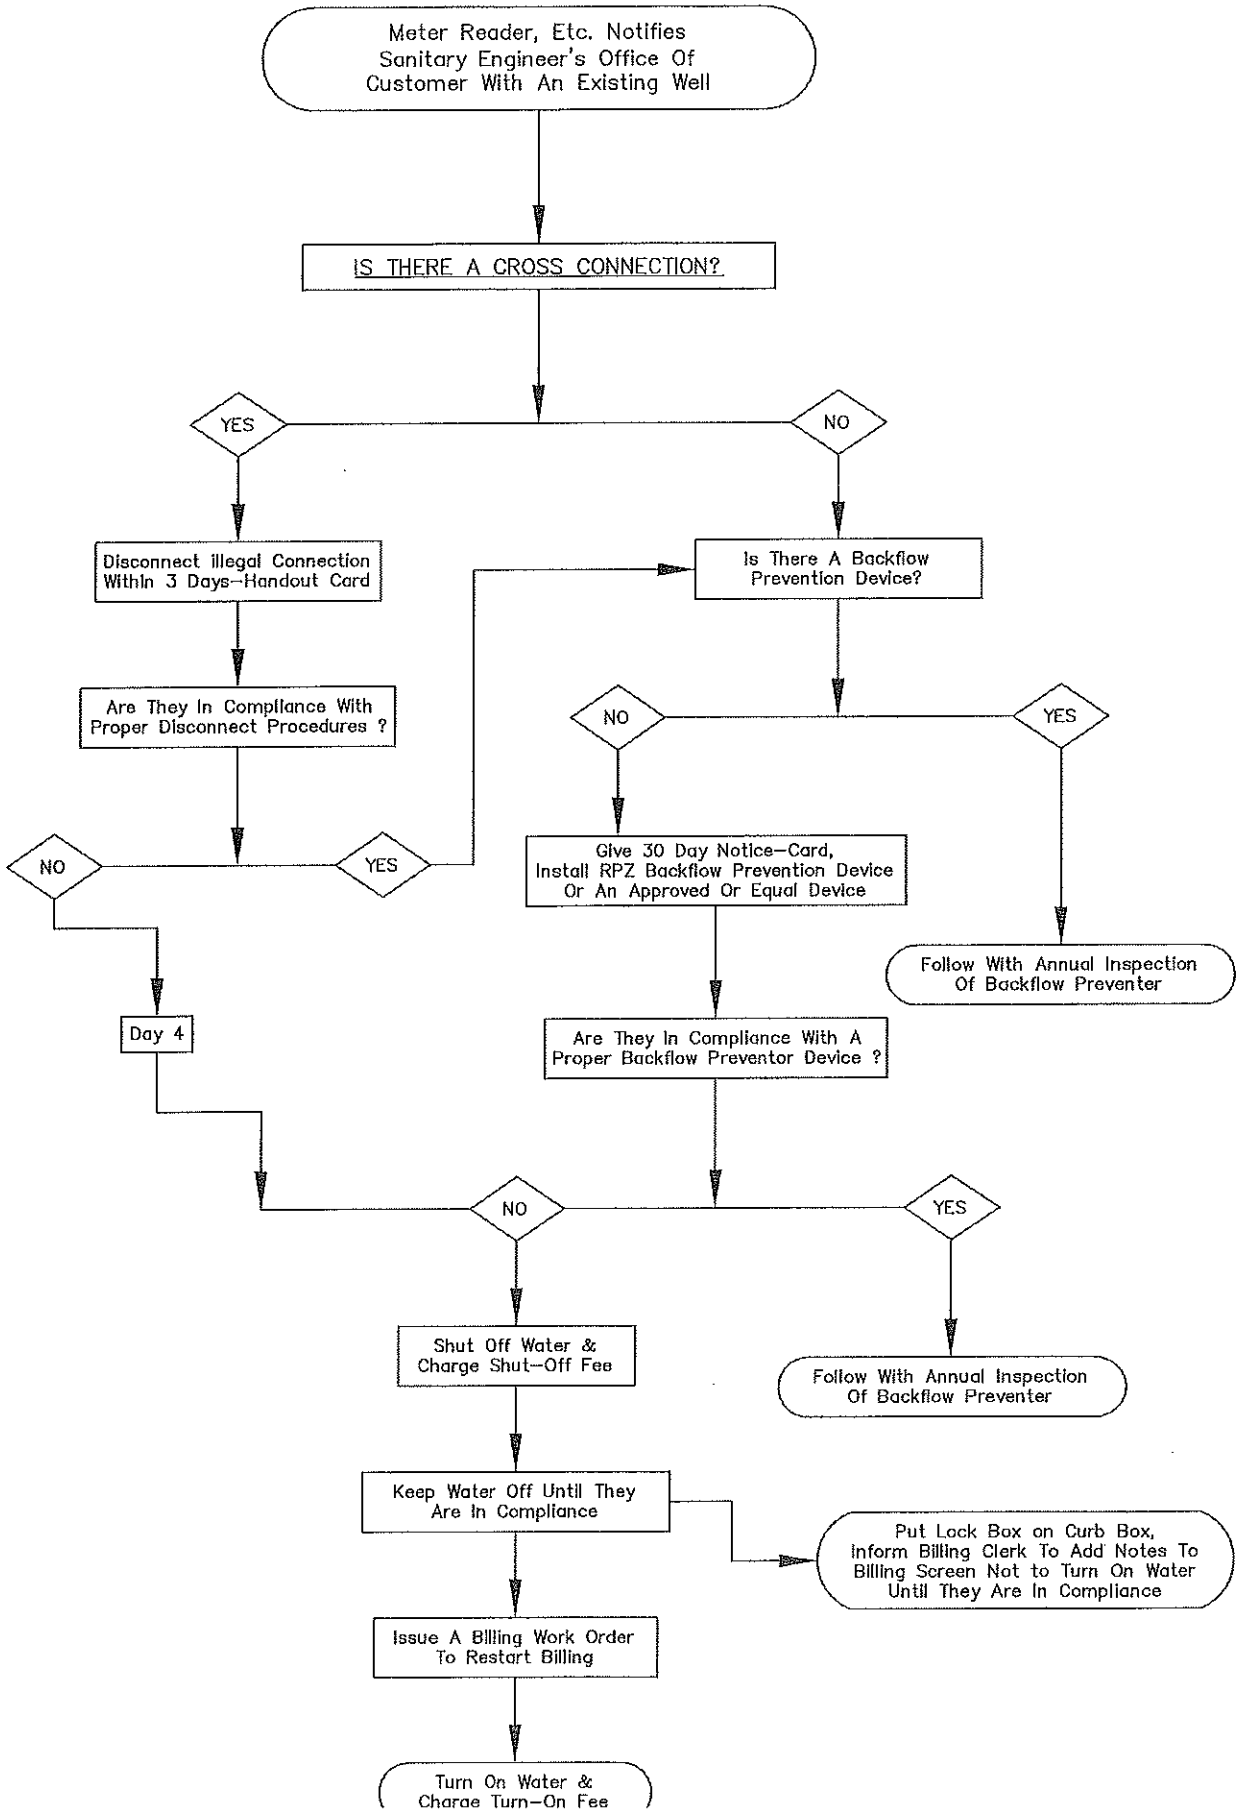 Meter Reader, Etc. Notifies
Sanitary Engineer's Office Of
Customer With An Existing Well
IS THERE A CROSS CONNECTION?
YES
NO
Disconnect illegal Connection
Within 3 Days-Handout Card
Is There A Backflow
Prevention Device?
Are They In Compliance With
Proper Disconnect Procedures ?
NO
YES
NO
YES
Give 30 Day Notice-Card,
Install RPZ Backflow Prevention Device
Or An Approved Or Equal Device
Follow With Annual Inspection
Of Backflow Preventer
Day 4
Are They In Compliance With A
Proper Backflow Preventor Device ?
NO
YES
Shut Off Water &
Charge Shut-Off Fee
Follow With Annual Inspection
Of Backflow Preventer
Keep Water Off Until They
Are In Compliance
Put Lock Box on Curb Box,
Inform Billing Clerk To Add Notes To
Billing Screen Not to Turn On Water
Until They Are In Compliance
Issue A Billing Work Order
To Restart Billing
Turn On Water &
Charge Turn-On Fee